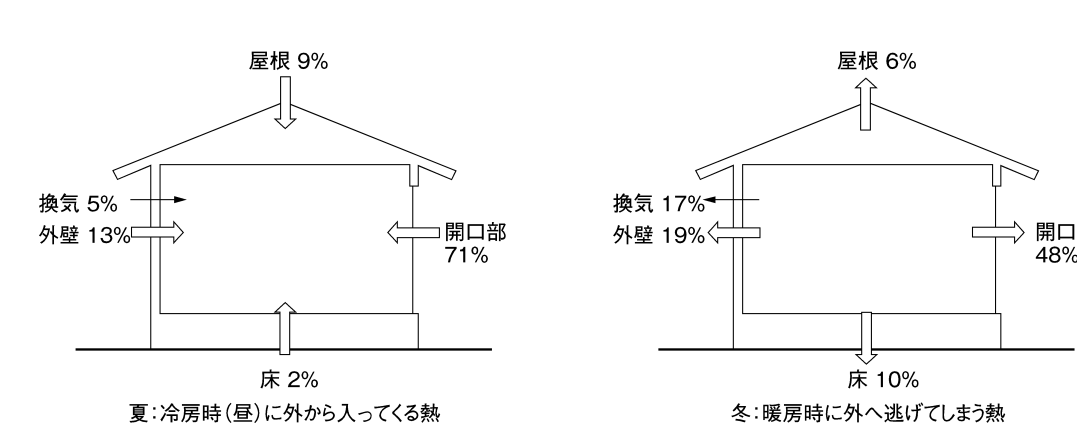 屋根 9%
換気 5%
外壁 13%
開口部
71%
床 2%
夏：冷房時（昼）に外から入ってくる熱
屋根 6%
換気 17%
外壁 19%
開口
48%
床 10%
冬：暖房時に外へ逃げてしまう熱